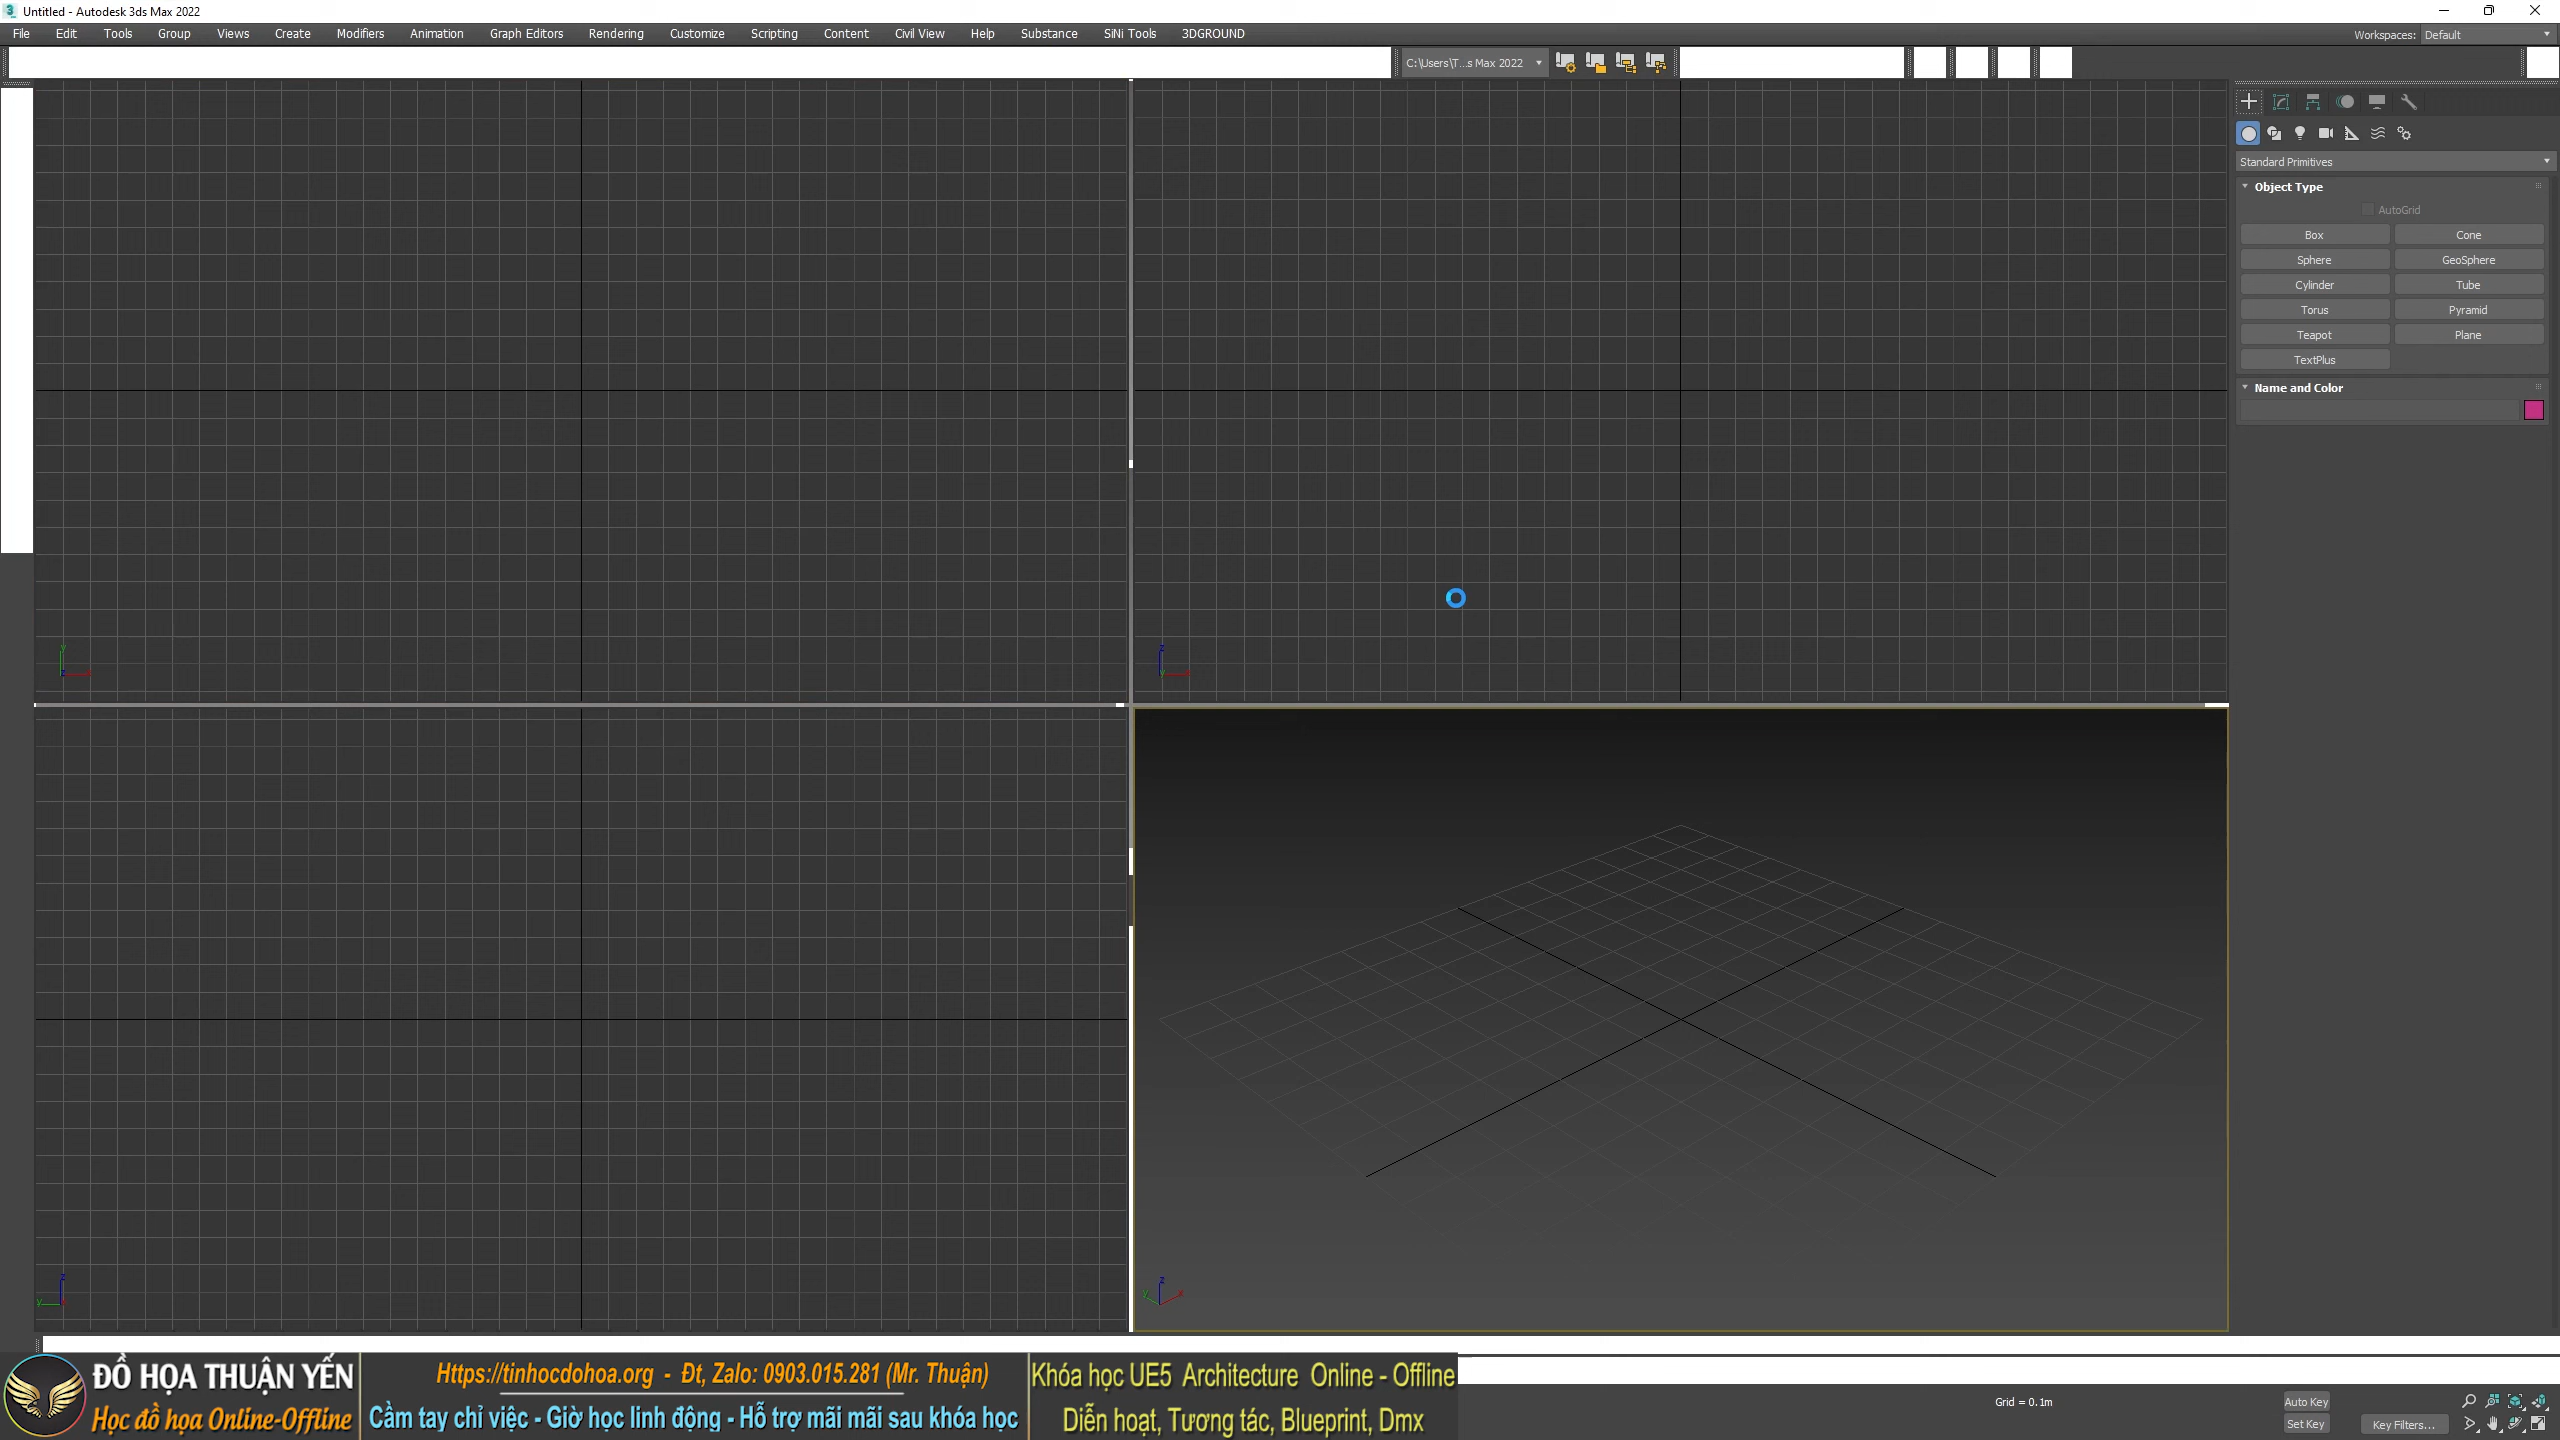 Untitled - Autodesk 3ds Max 2022
File Edit Tools Group Views Create Modifiers Animation Graph Editors Rendering Customize Scripting Content Civil View Help Substance SiNi Tools 3DGROUND Workspaces: Default
C:\Users\T...s Max 2022
Standard Primitives
Object Type
AutoGrid
Box Cone
Sphere GeoSphere
Cylinder Tube
Torus Pyramid
Teapot Plane
TextPlus
Name and Color
y
z
z
y
z
y x
ĐỒ HỌA THUẬN YẾN
Học đồ họa Online-Offline
Https://tinhocdohoa.org - Đt, Zalo: 0903.015.281 (Mr. Thuận)
Cầm tay chỉ việc - Giờ học linh động - Hỗ trợ mãi mãi sau khóa học
Khóa học UE5 Architecture Online - Offline
Diễn hoạt, Tương tác, Blueprint, Dmx
Grid = 0.1m
Auto Key
Set Key Key Filters...